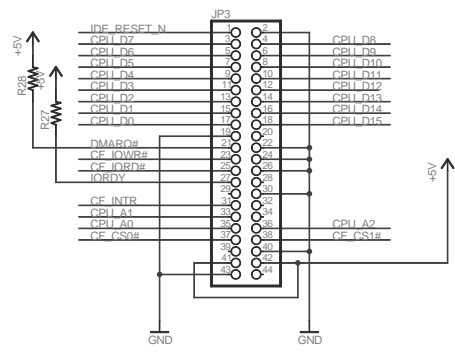 JP3
IDE_RESET_N 1 2
CPU_D7 3 4 CPU_D8
CPU_D6 5 6 CPU_D9
CPU_D5 7 8 CPU_D10
CPU_D4 9 10 CPU_D11
CPU_D3 11 12 CPU_D12
CPU_D2 13 14 CPU_D13
CPU_D1 15 16 CPU_D14
CPU_D0 17 18 CPU_D15
19 20
DMARQ# 21 22
CF_IOWR# 23 24
CF_IORD# 25 26
IORDY 27 28
29 30
CF_INTR 31 32
CPU_A1 33 34
CPU_A0 35 36 CPU_A2
CF_CS0# 37 38 CF_CS1#
39 40
41 42
43 44
+5V
R28
+5V
R27
+5V
GND
GND